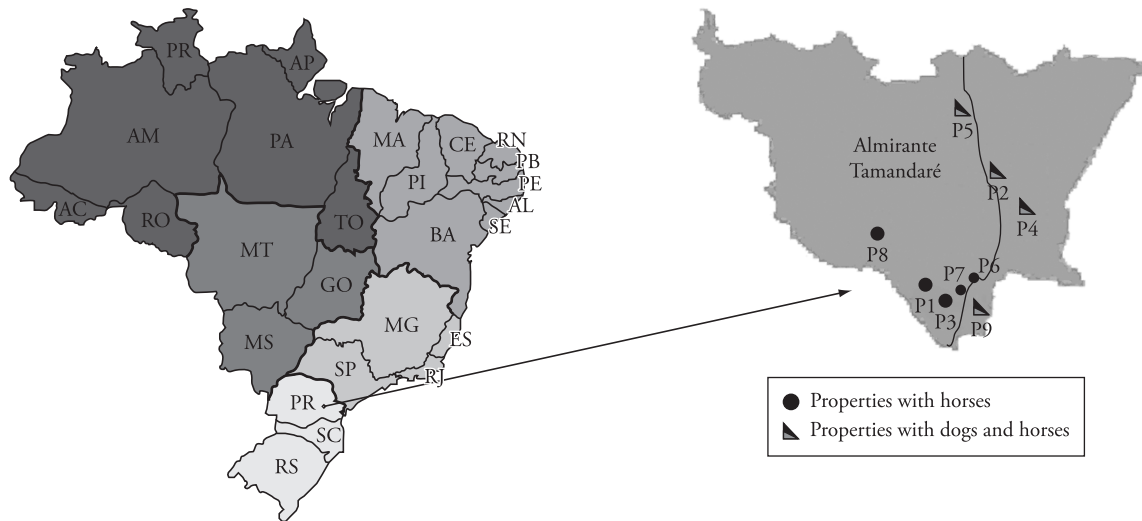 PR
AP
AM
PA
MA
CE
RN
PB
PE
AL
SE
PI
AC
RO
TO
BA
MT
GO
MG
ES
MS
SP
RJ
PR
SC
RS
Almirante
Tamandaré
P5
P2
P4
P8
P6
P7
P1
P3
P9
Properties with horses
Properties with dogs and horses